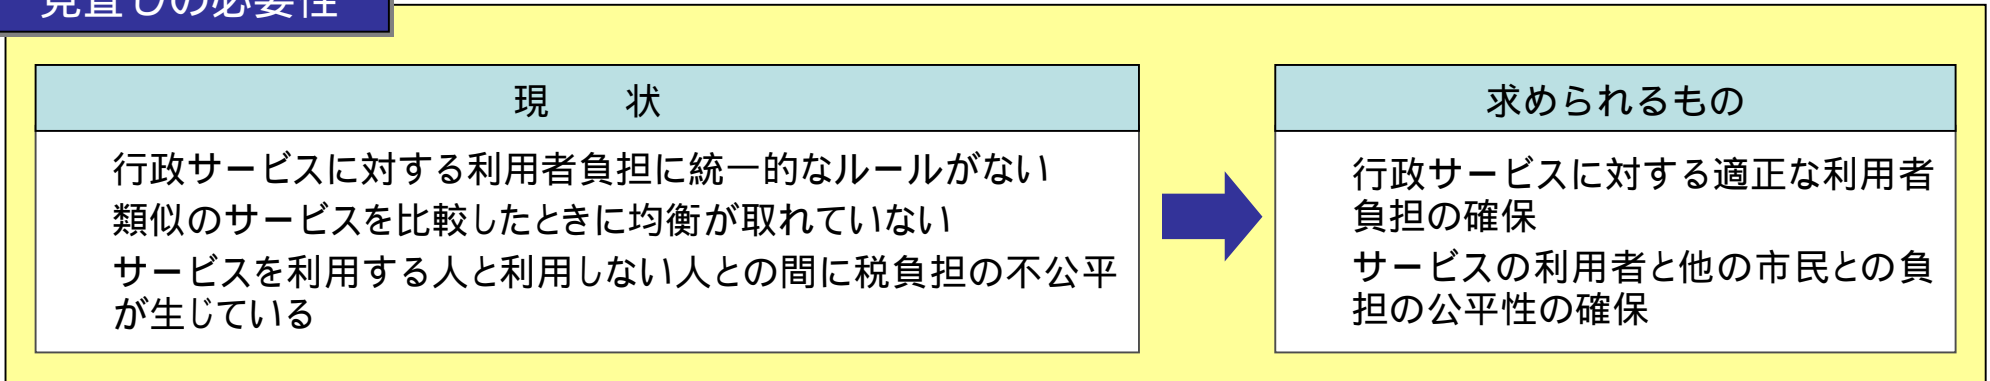 見直しの必要性
現　　状
行政サービスに対する利用者負担に統一的なルールがない
類似のサービスを比較したときに均衡が取れていない
サービスを利用する人と利用しない人との間に税負担の不公平
が生じている
求められるもの
行政サービスに対する適正な利用者
負担の確保
サービスの利用者と他の市民との負
担の公平性の確保